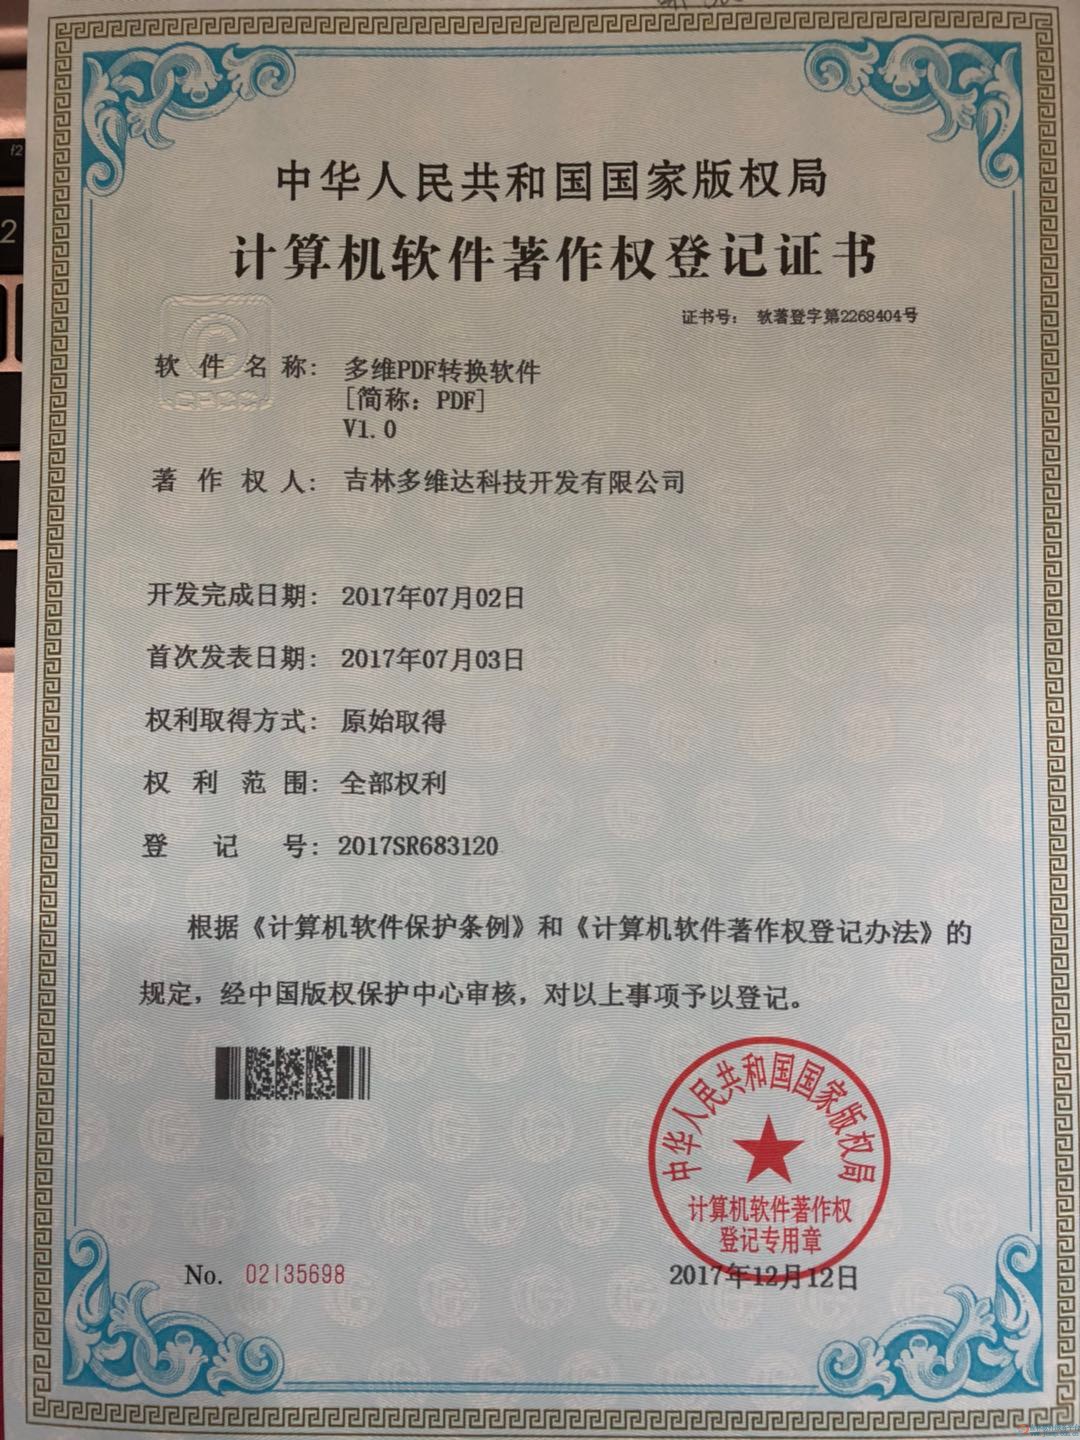 中华人民共和国国家版权局
计算机软件著作权登记证书
证书号： 软著登字第2268404号
软件名称： 多维PDF转换软件
[简称：PDF]
V1.0
著作权人： 吉林多维达科技开发有限公司
开发完成日期： 2017年07月02日
首次发表日期： 2017年07月03日
权利取得方式： 原始取得
权利范围： 全部权利
登记号： 2017SR683120
根据《计算机软件保护条例》和《计算机软件著作权登记办法》的
规定，经中国版权保护中心审核，对以上事项予以登记。
中华人民共和国国家版权局
计算机软件著作权
登记专用章
No. 02135698
2017年12月12日
f2
2
CPCC